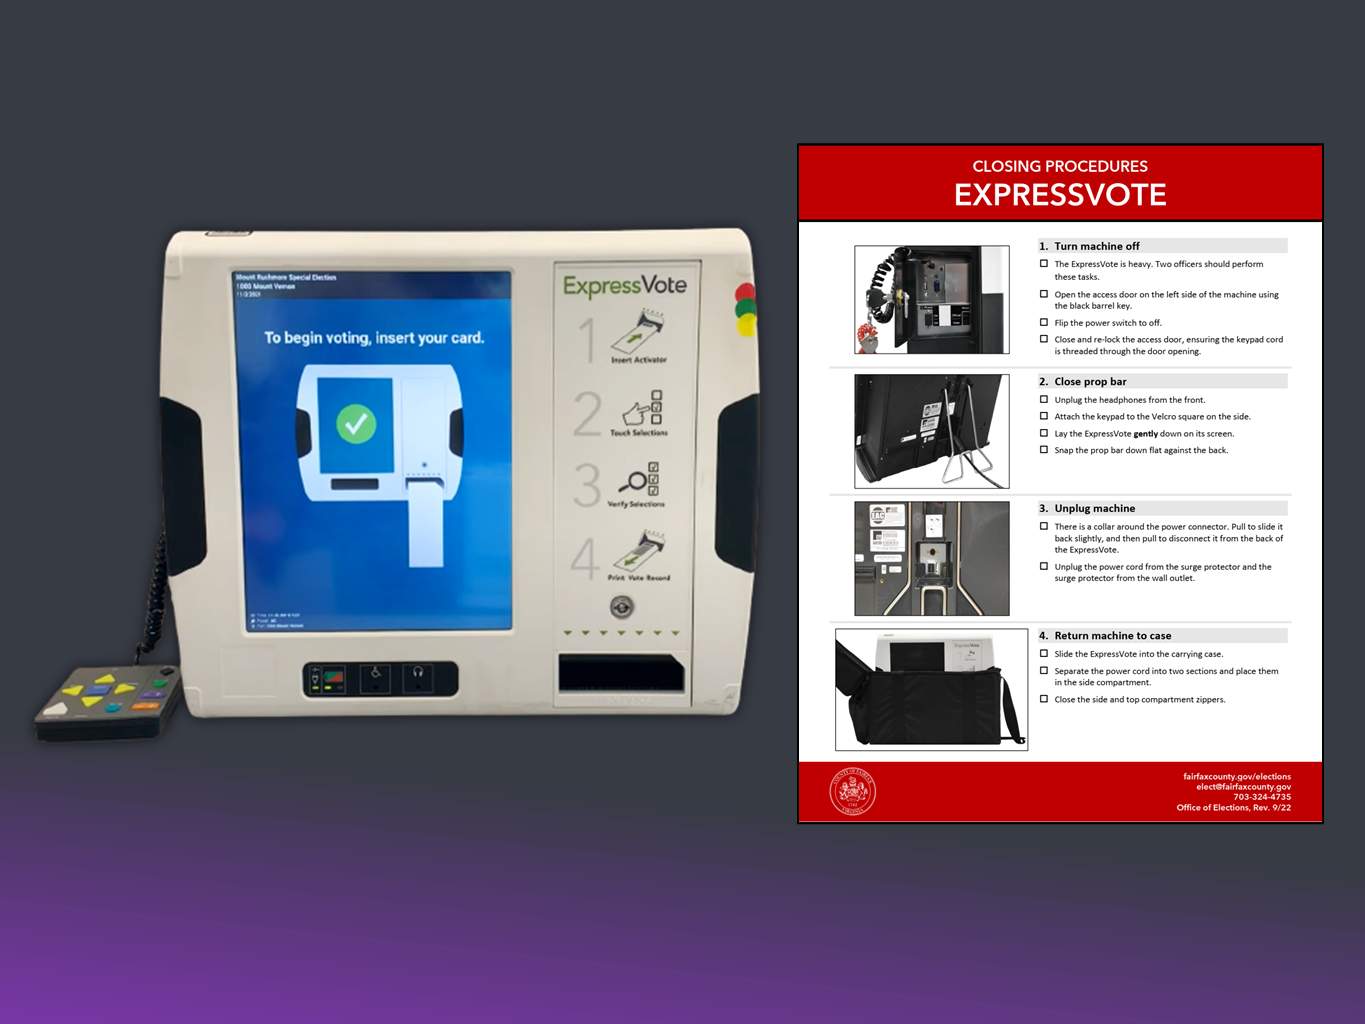 Mount Rushmore Special Election
1003 Mount Vernon
To begin voting, insert your card.
ExpressVote
1
Insert Activator
2
Touch Selections
3
Verify Selections
4
Print Vote Record
CLOSING PROCEDURES
EXPRESSVOTE
1. Turn machine off
The ExpressVote is heavy. Two officers should perform
these tasks.
Open the access door on the left side of the machine using
the black barrel key.
Flip the power switch to off.
Close and re-lock the access door, ensuring the keypad cord
is threaded through the door opening.
2. Close prop bar
Unplug the headphones from the front.
Attach the keypad to the Velcro square on the side.
Lay the ExpressVote gently down on its screen.
Snap the prop bar down flat against the back.
3. Unplug machine
There is a collar around the power connector. Pull to slide it
back slightly, and then pull to disconnect it from the back of
the ExpressVote.
Unplug the power cord from the surge protector and the
surge protector from the wall outlet.
4. Return machine to case
Slide the ExpressVote into the carrying case.
Separate the power cord into two sections and place them
in the side compartment.
Close the side and top compartment zippers.
ExpressVote
COUNTY OF FAIRFAX
1742
VIRGINIA
fairfaxcounty.gov/elections
elect@fairfaxcounty.gov
703-324-4735
Office of Elections, Rev. 9/22